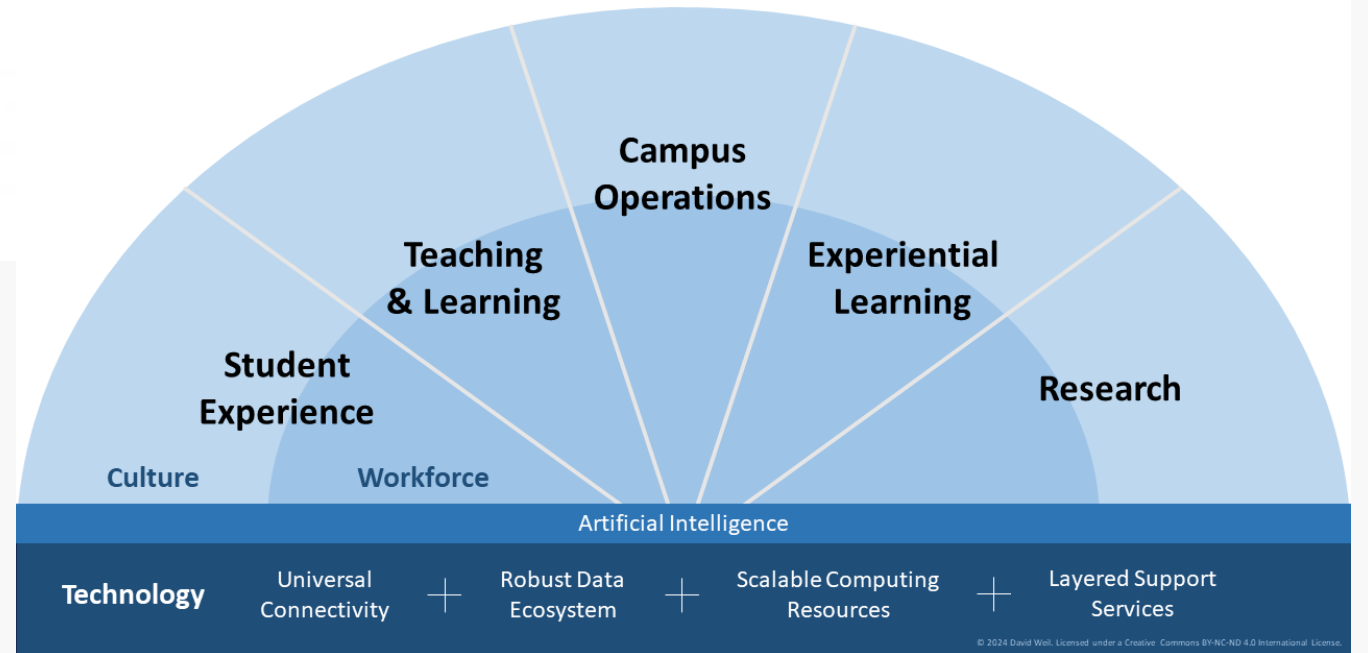 Campus
Operations
Teaching
& Learning
Experiential
Learning
Student
Experience
Research
Culture
Workforce
Artificial Intelligence
Technology
Universal
Connectivity
Robust Data
Ecosystem
Scalable Computing
Resources
Layered Support
Services
© 2024 David Weil. Licensed under a Creative Commons BY-NC-ND 4.0 International License.